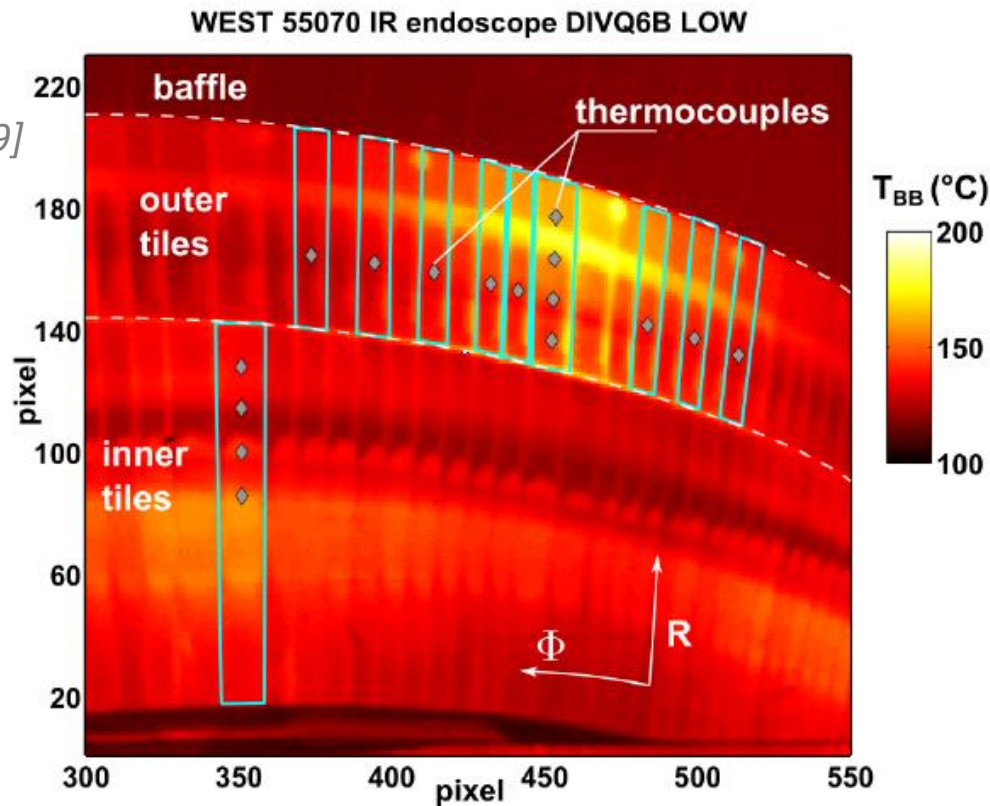 WEST 55070 IR endoscope DIVQ6B LOW
9]
baffle
thermocouples
outer
tiles
inner
tiles
Φ
R
T_BB (°C)
200
150
100
220
180
140
100
60
20
pixel
300 350 400 450 500 550
pixel